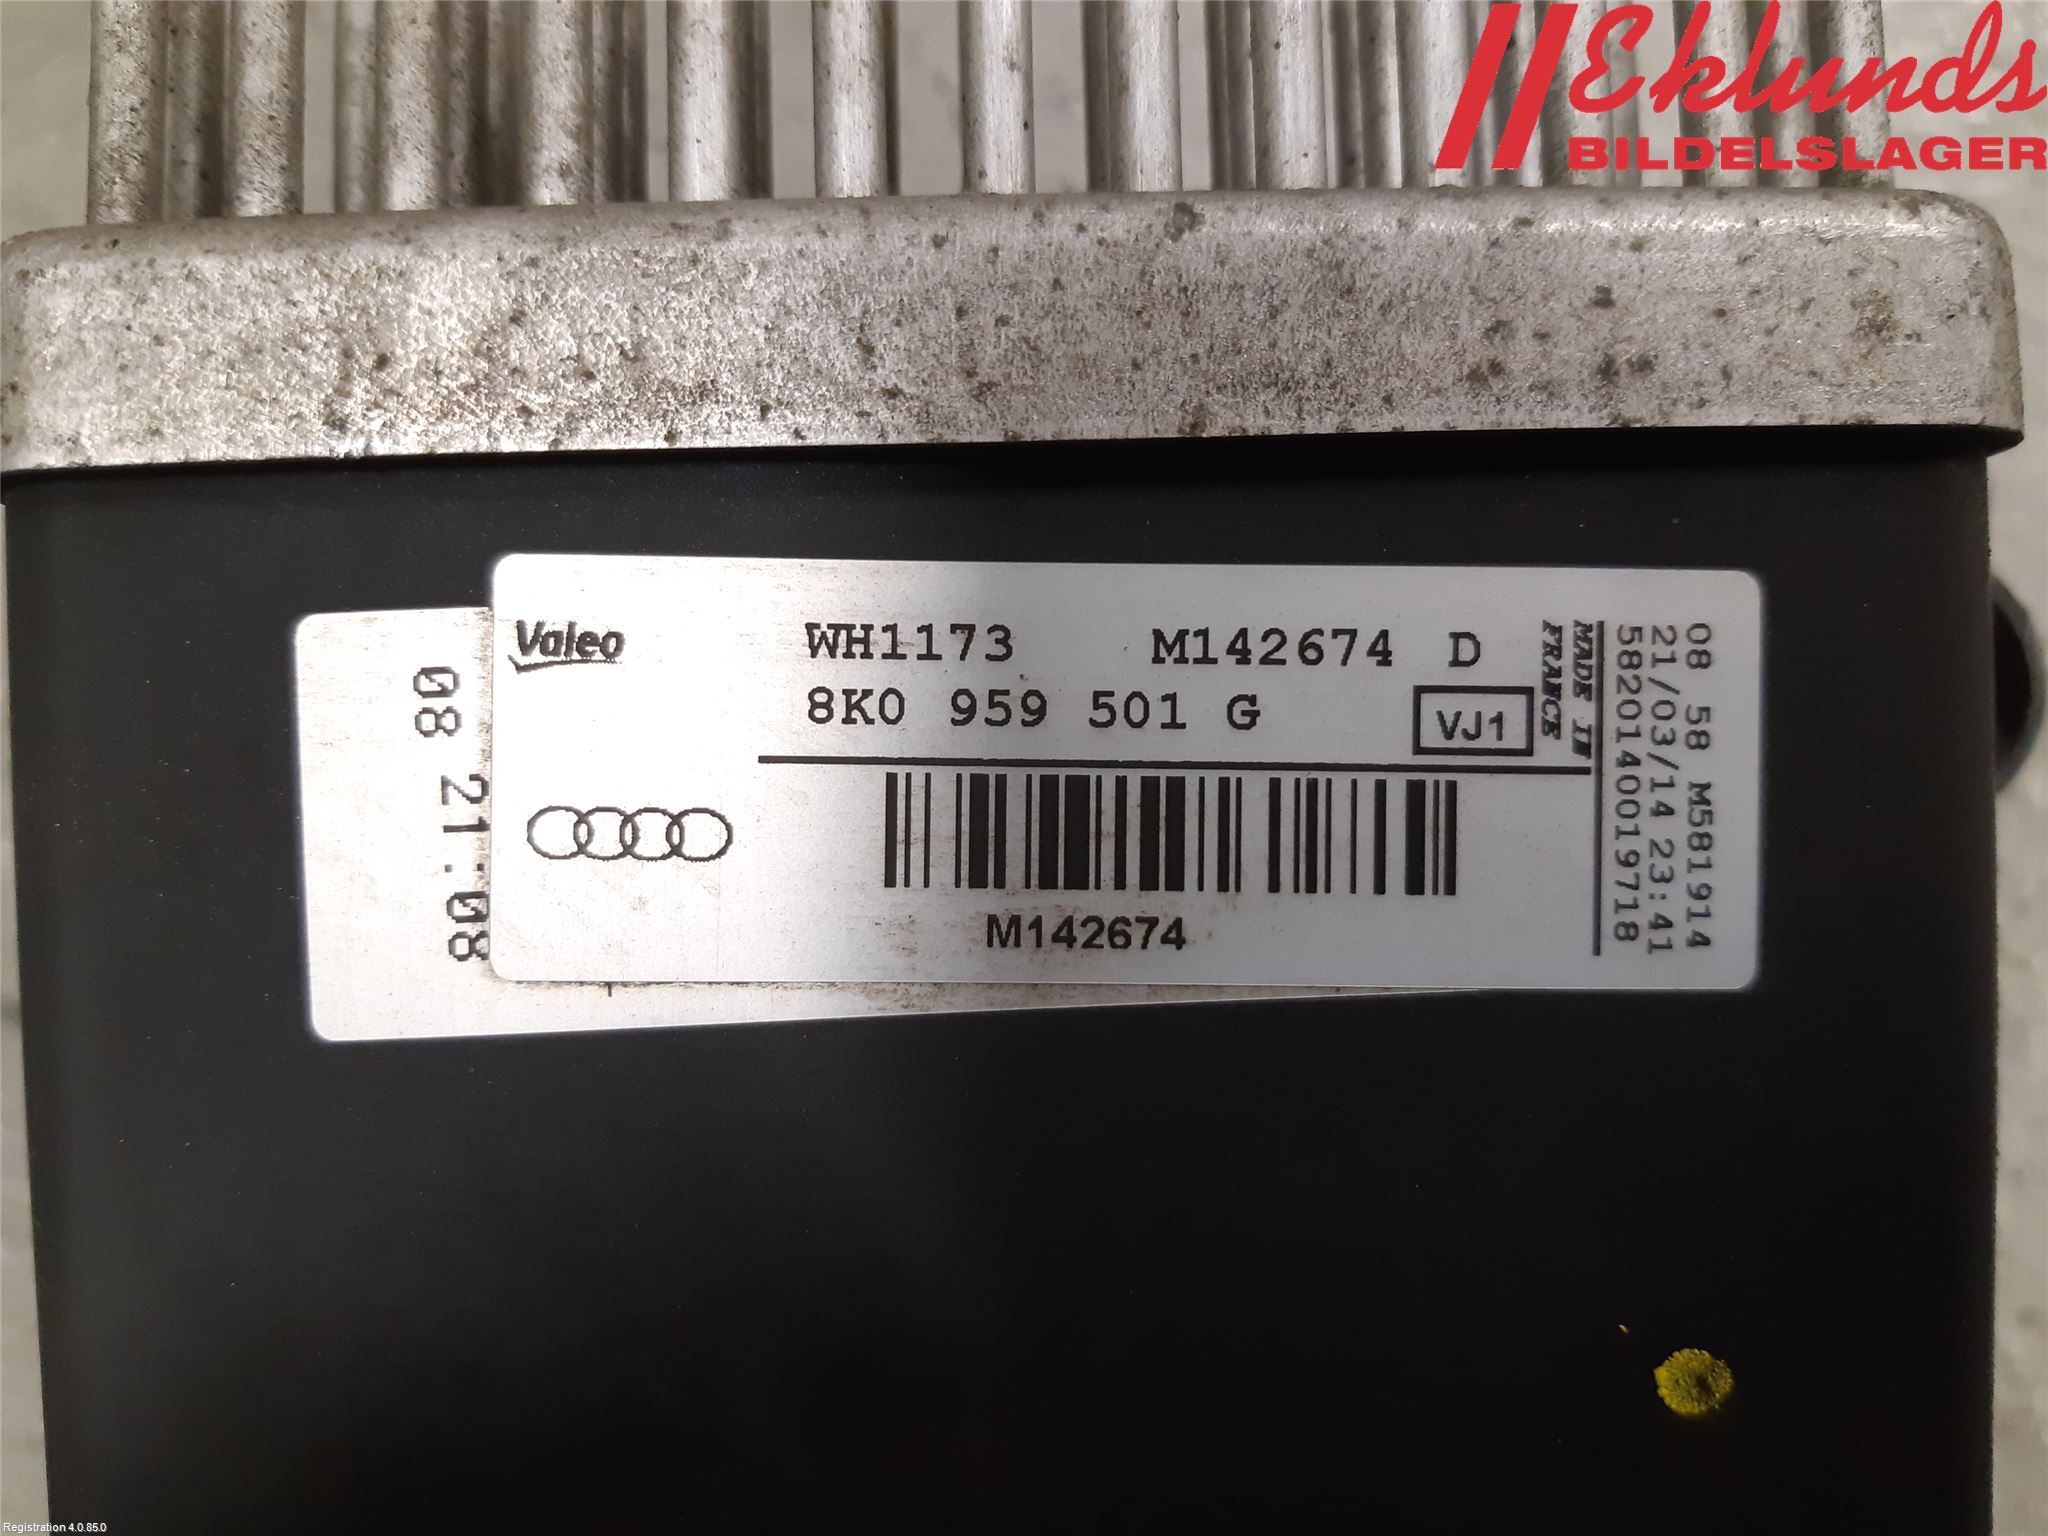 Eklunds
BILDELSLAGER
Valeo
WH1173 M142674 D
8K0 959 501 G
VJ1
MADE IN
FRANCE
08 58 M581914
21/03/14 23:41
5820140019718
M142674
08
21:08
Registration 4.0.85.0